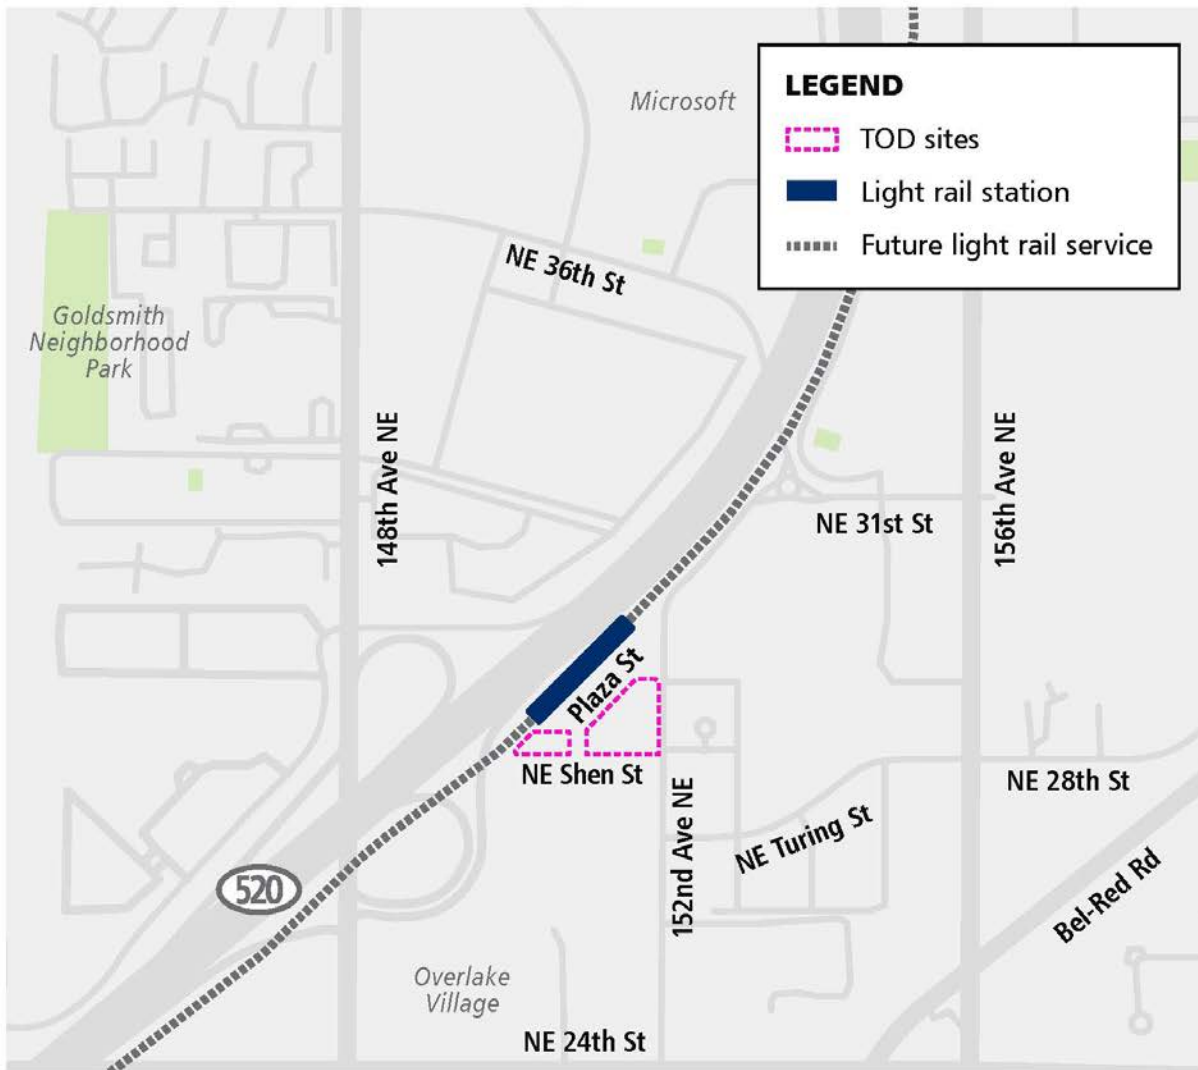 Microsoft
LEGEND
TOD sites
Light rail station
Future light rail service
NE 36th St
Goldsmith
Neighborhood
Park
148th Ave NE
156th Ave NE
NE 31st St
Plaza St
NE Shen St
NE 28th St
152nd Ave NE
NE Turing St
520
Bel-Red Rd
Overlake
Village
NE 24th St